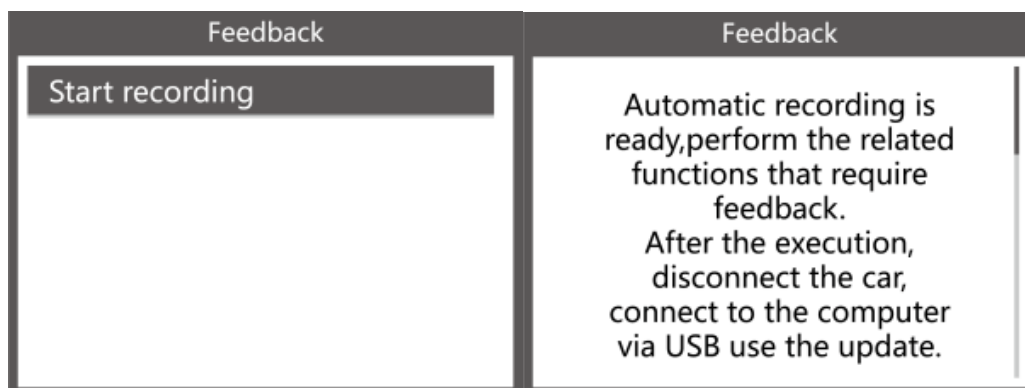 Feedback
Start recording
Feedback
Automatic recording is
ready,perform the related
functions that require
feedback.
After the execution,
disconnect the car,
connect to the computer
via USB use the update.